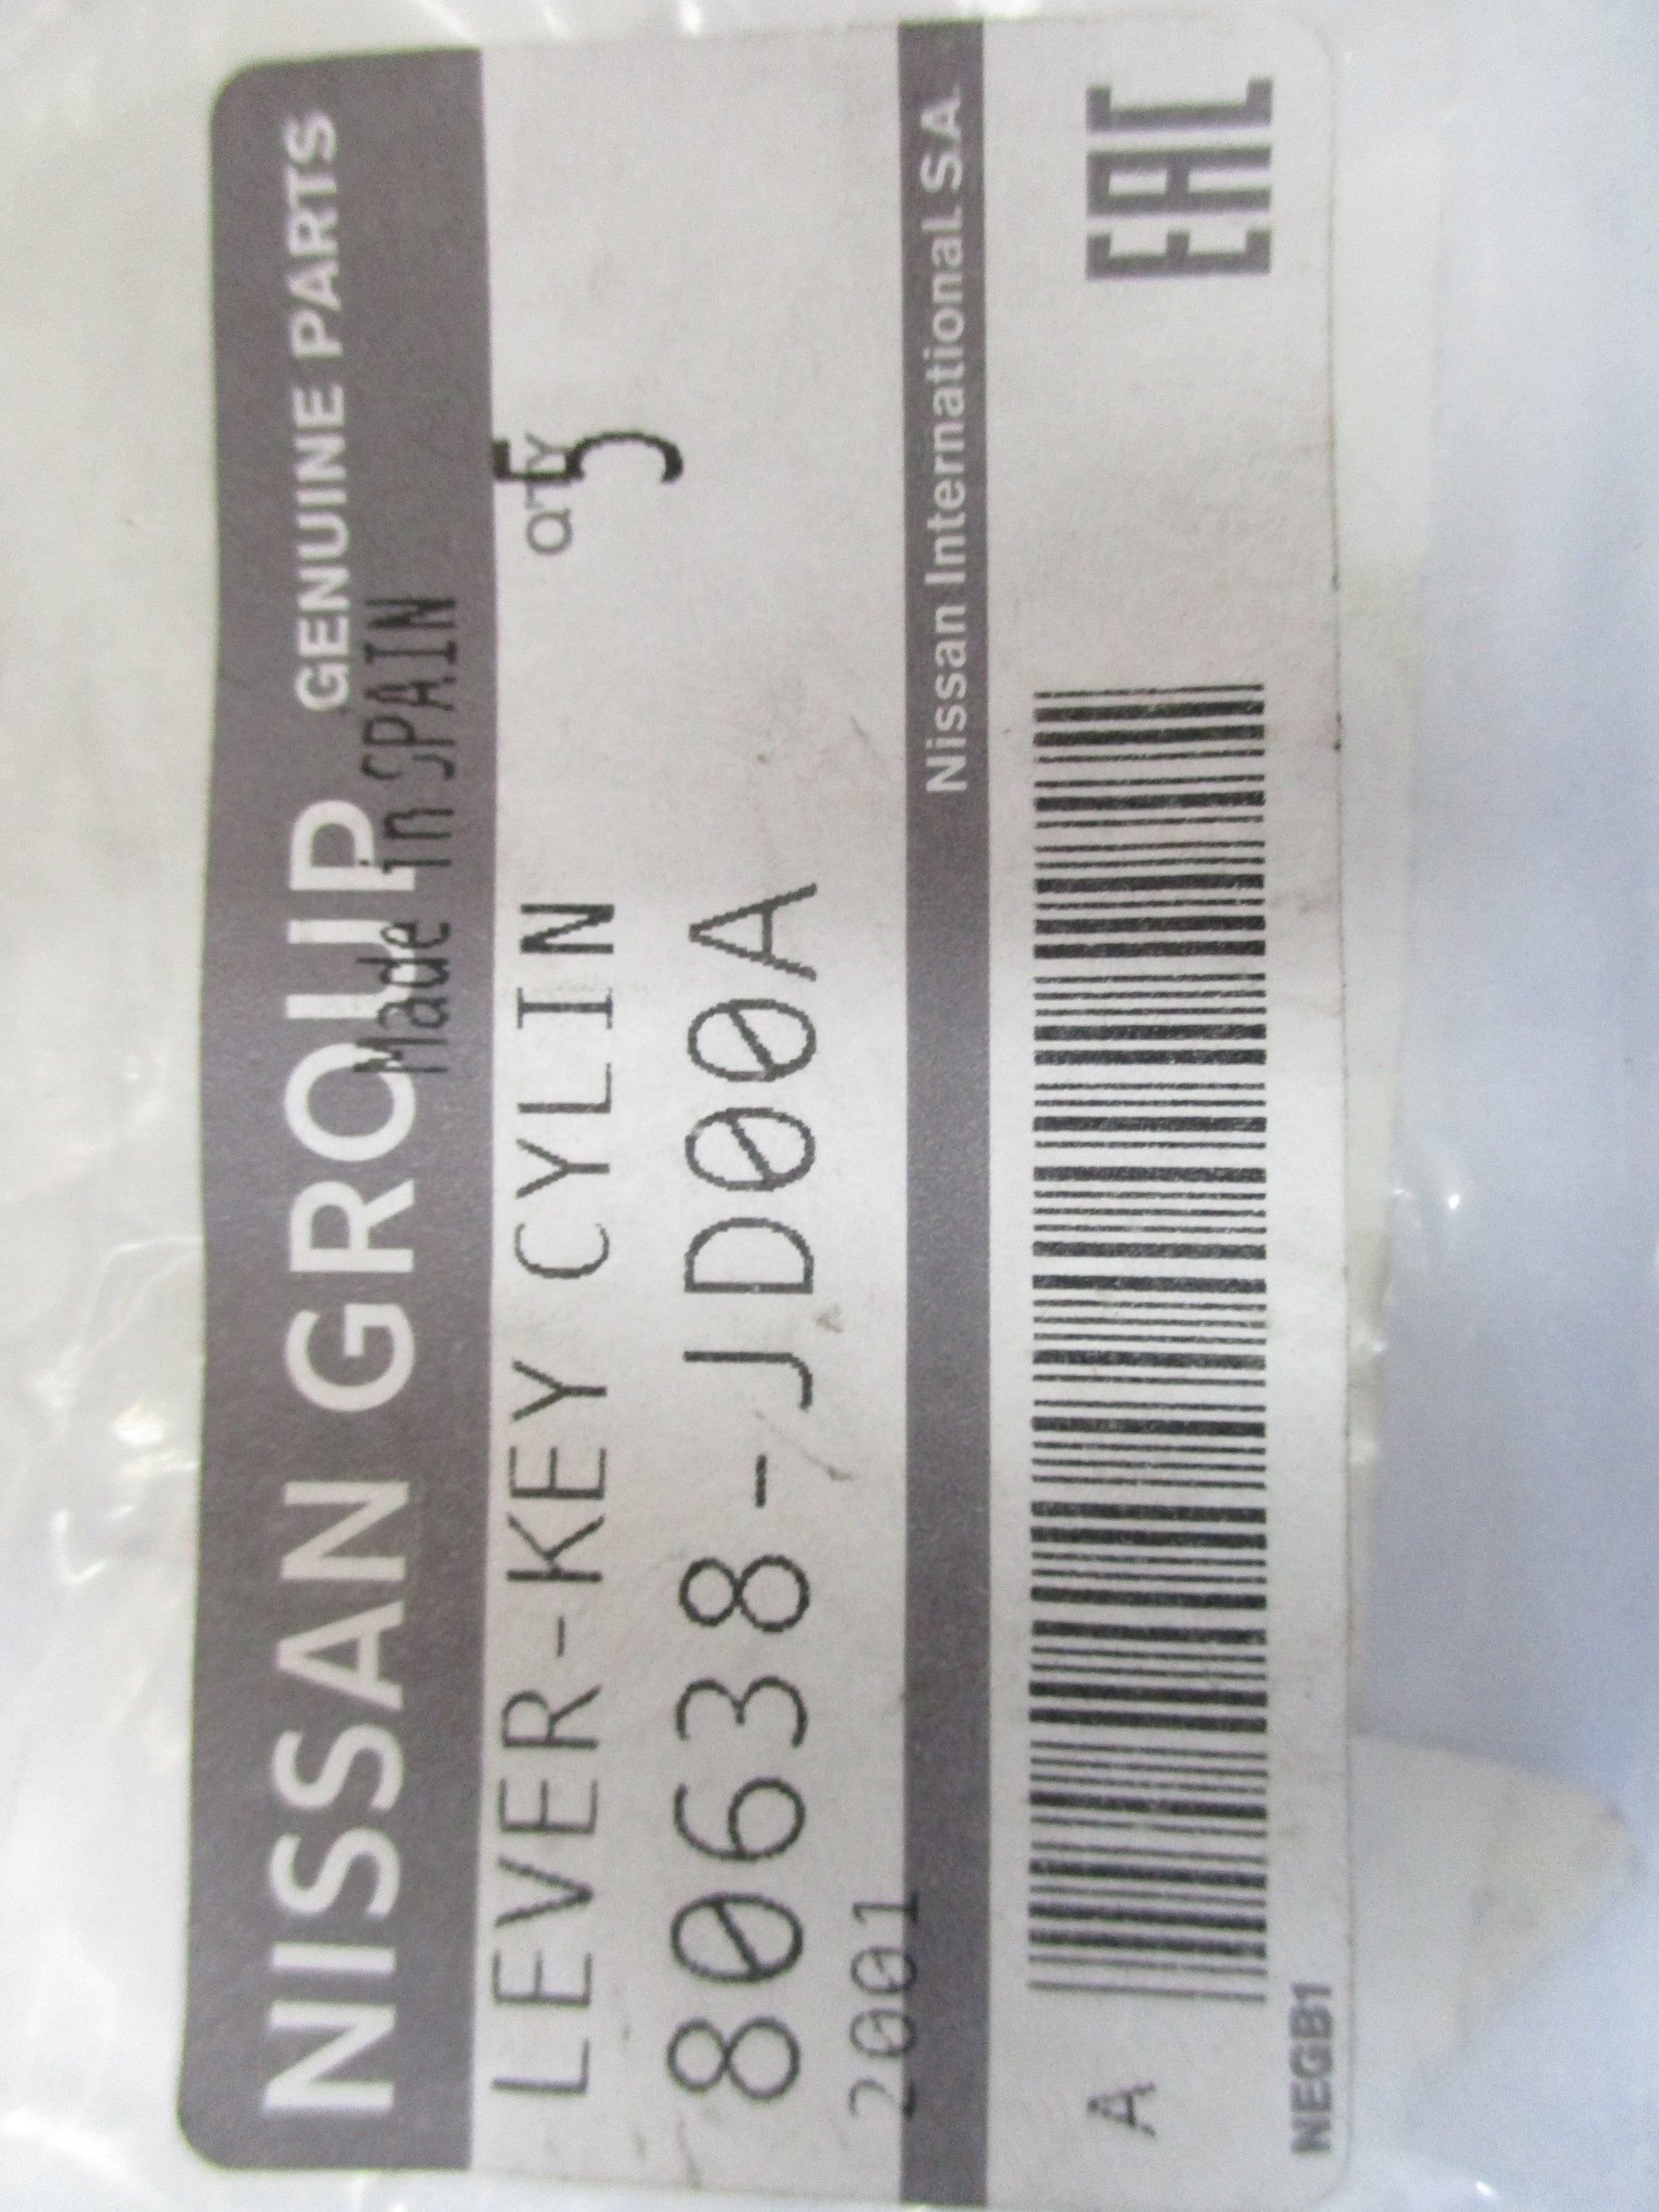 NISSAN GROUP GENUINE PARTS
Made in SPAIN
LEVER-KEY CYLIN
QTY
5
80638-JD00A
2001
Nissan International SA
A
EAC
NEGB1